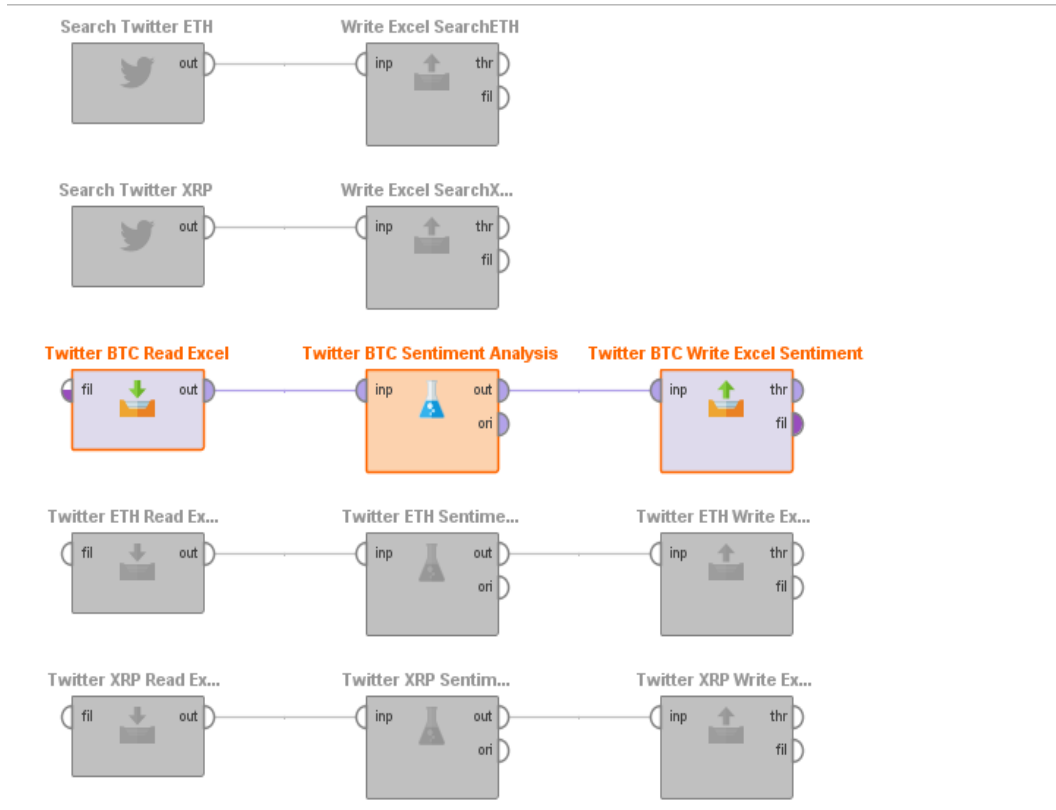 Search Twitter ETH Write Excel SearchETH
out inp thr
fil
Search Twitter XRP Write Excel SearchX...
out inp thr
fil
Twitter BTC Read Excel Twitter BTC Sentiment Analysis Twitter BTC Write Excel Sentiment
fil out inp out inp thr
ori fil
Twitter ETH Read Ex... Twitter ETH Sentime... Twitter ETH Write Ex...
fil out inp out inp thr
ori fil
Twitter XRP Read Ex... Twitter XRP Sentim... Twitter XRP Write Ex...
fil out inp out inp thr
ori fil